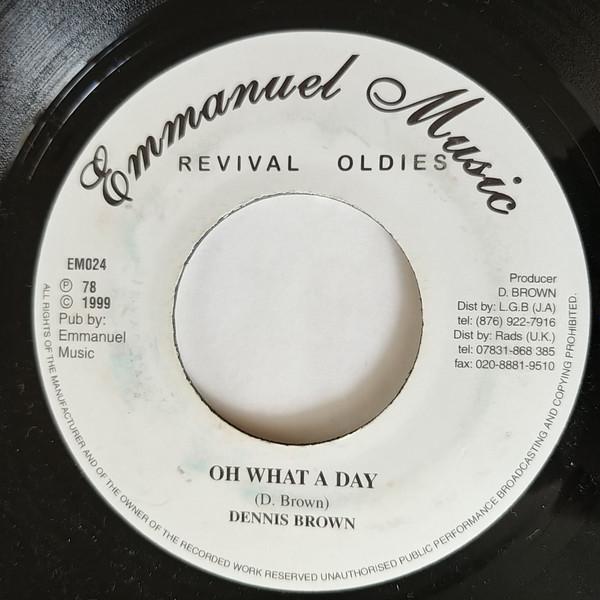 Emmanuel Music
REVIVAL OLDIES
EM024
℗ 78
© 1999
Pub by:
Emmanuel
Music
Producer
D. BROWN
Dist by: L.G.B (J.A)
tel: (876) 922-7916
Dist by: Rads (U.K.)
tel: 07831-868 385
fax: 020-8881-9510
OH WHAT A DAY
(D. Brown)
DENNIS BROWN
ALL RIGHTS OF THE MANUFACTURER AND OF THE OWNER OF THE RECORDED WORK RESERVED UNAUTHORISED PUBLIC PERFORMANCE BROADCASTING AND COPYING PROHIBITED.